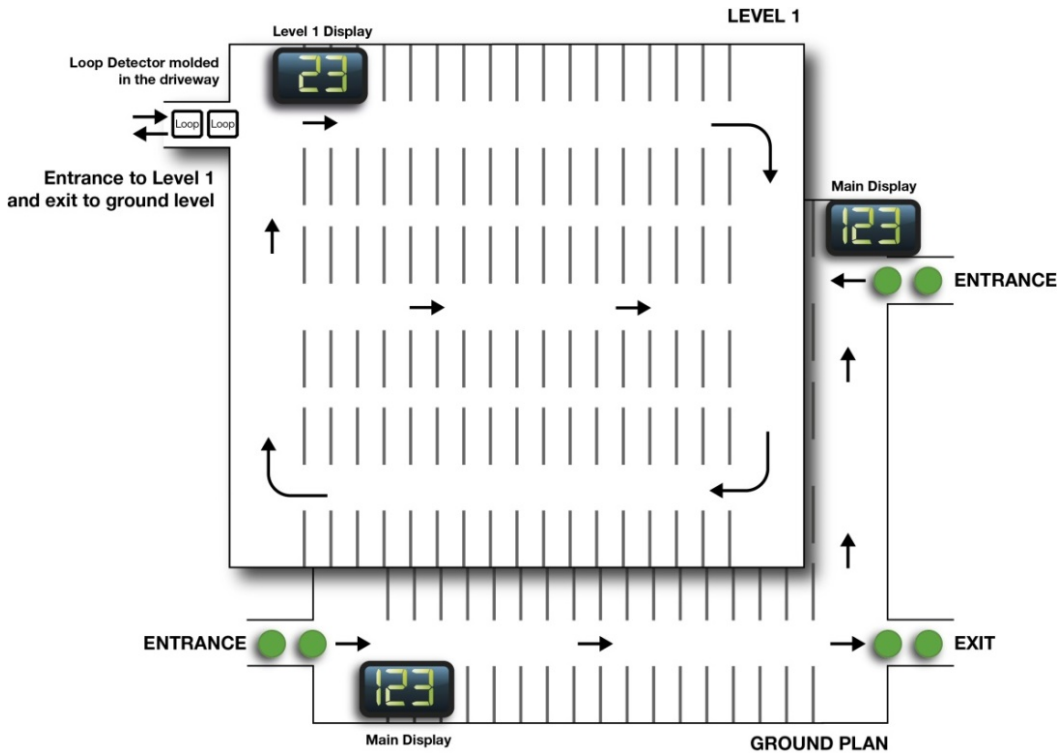 LEVEL 1
Level 1 Display
23
Loop Detector molded
in the driveway
Loop Loop
Entrance to Level 1
and exit to ground level
Main Display
123
ENTRANCE
ENTRANCE
EXIT
123
Main Display
GROUND PLAN